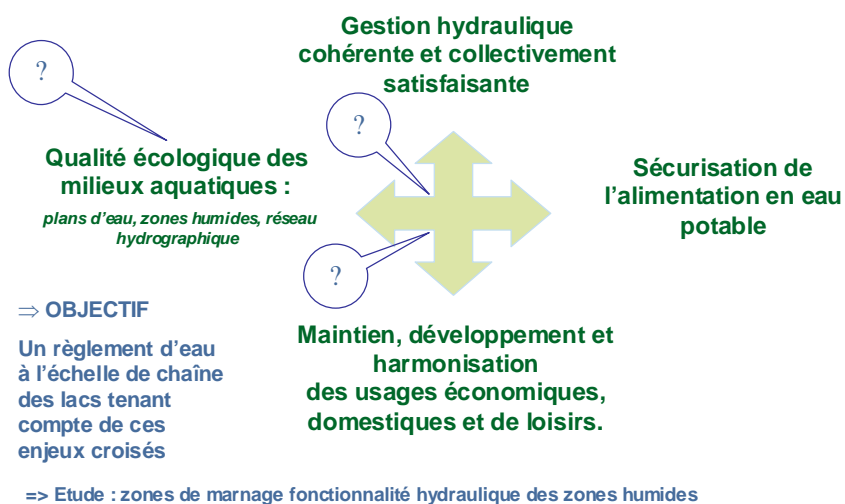 Gestion hydraulique
cohérente et collectivement
satisfaisante
?
?
Qualité écologique des
milieux aquatiques :
plans d'eau, zones humides, réseau
hydrographique
Sécurisation de
l'alimentation en eau
potable
?
⇒ OBJECTIF
Un règlement d'eau
à l'échelle de chaîne
des lacs tenant
compte de ces
enjeux croisés
Maintien, développement et
harmonisation
des usages économiques,
domestiques et de loisirs.
=> Etude : zones de marnage fonctionnalité hydraulique des zones humides